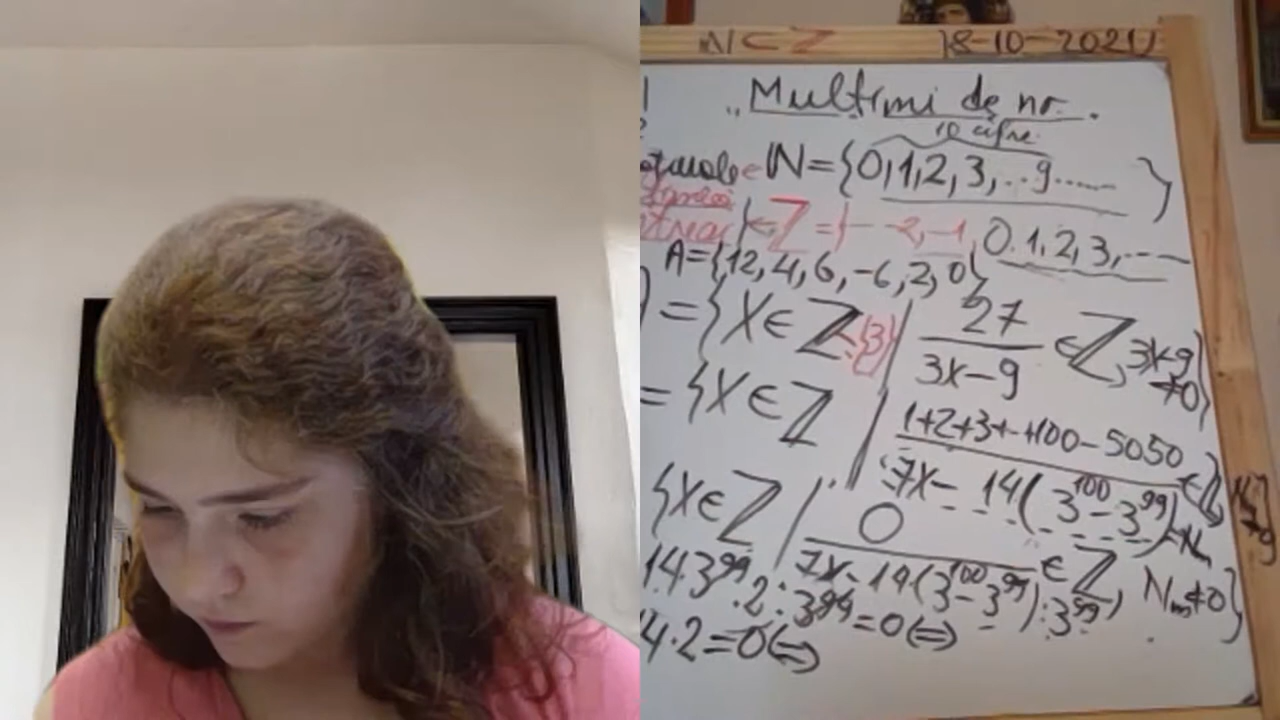 N⊂Z 18-10-2021
„Multimi de nr.
10 cifre
∈ N={0,1,2,3,...9......}
Z={ -2,-1, 0.1,2,3,----
A={12,4,6,-6,2,0}
={X∈Z-{3} | 27/(3x-9) ∈Z, 3x-9≠0}
={X∈Z | (1+2+3+-+100-5050)/(7x-14(3^100-3^99)) ∈Z,
{X∈Z | 0/(7x-14(3^100-3^99):3^99) ∈Z, Nm≠0}
14.3^99.2:3^99=0⇔
4.2=0⇔